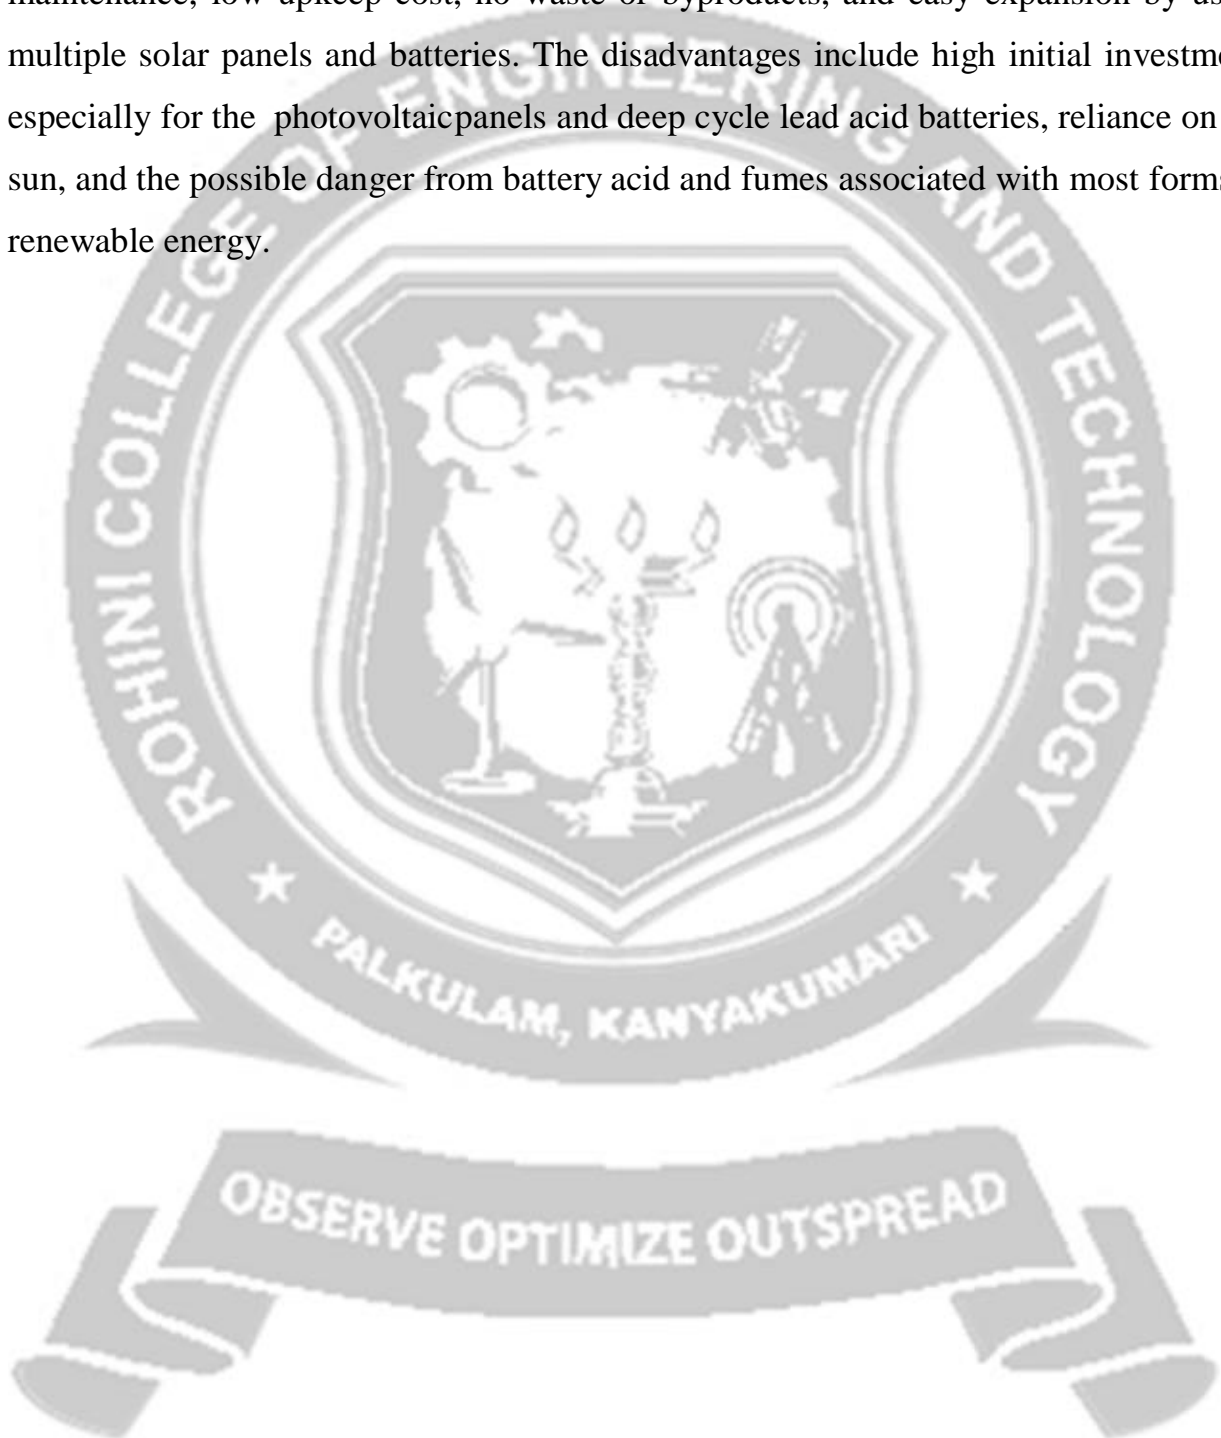 maintenance, low upkeep cost, no waste or byproducts, and easy expansion by us
multiple solar panels and batteries. The disadvantages include high initial investme
especially for the photovoltaicpanels and deep cycle lead acid batteries, reliance on
sun, and the possible danger from battery acid and fumes associated with most forms
renewable energy.
ROHINI COLLEGE OF ENGINEERING AND TECHNOLOGY
PALKULAM, KANYAKUMARI
OBSERVE OPTIMIZE OUTSPREAD